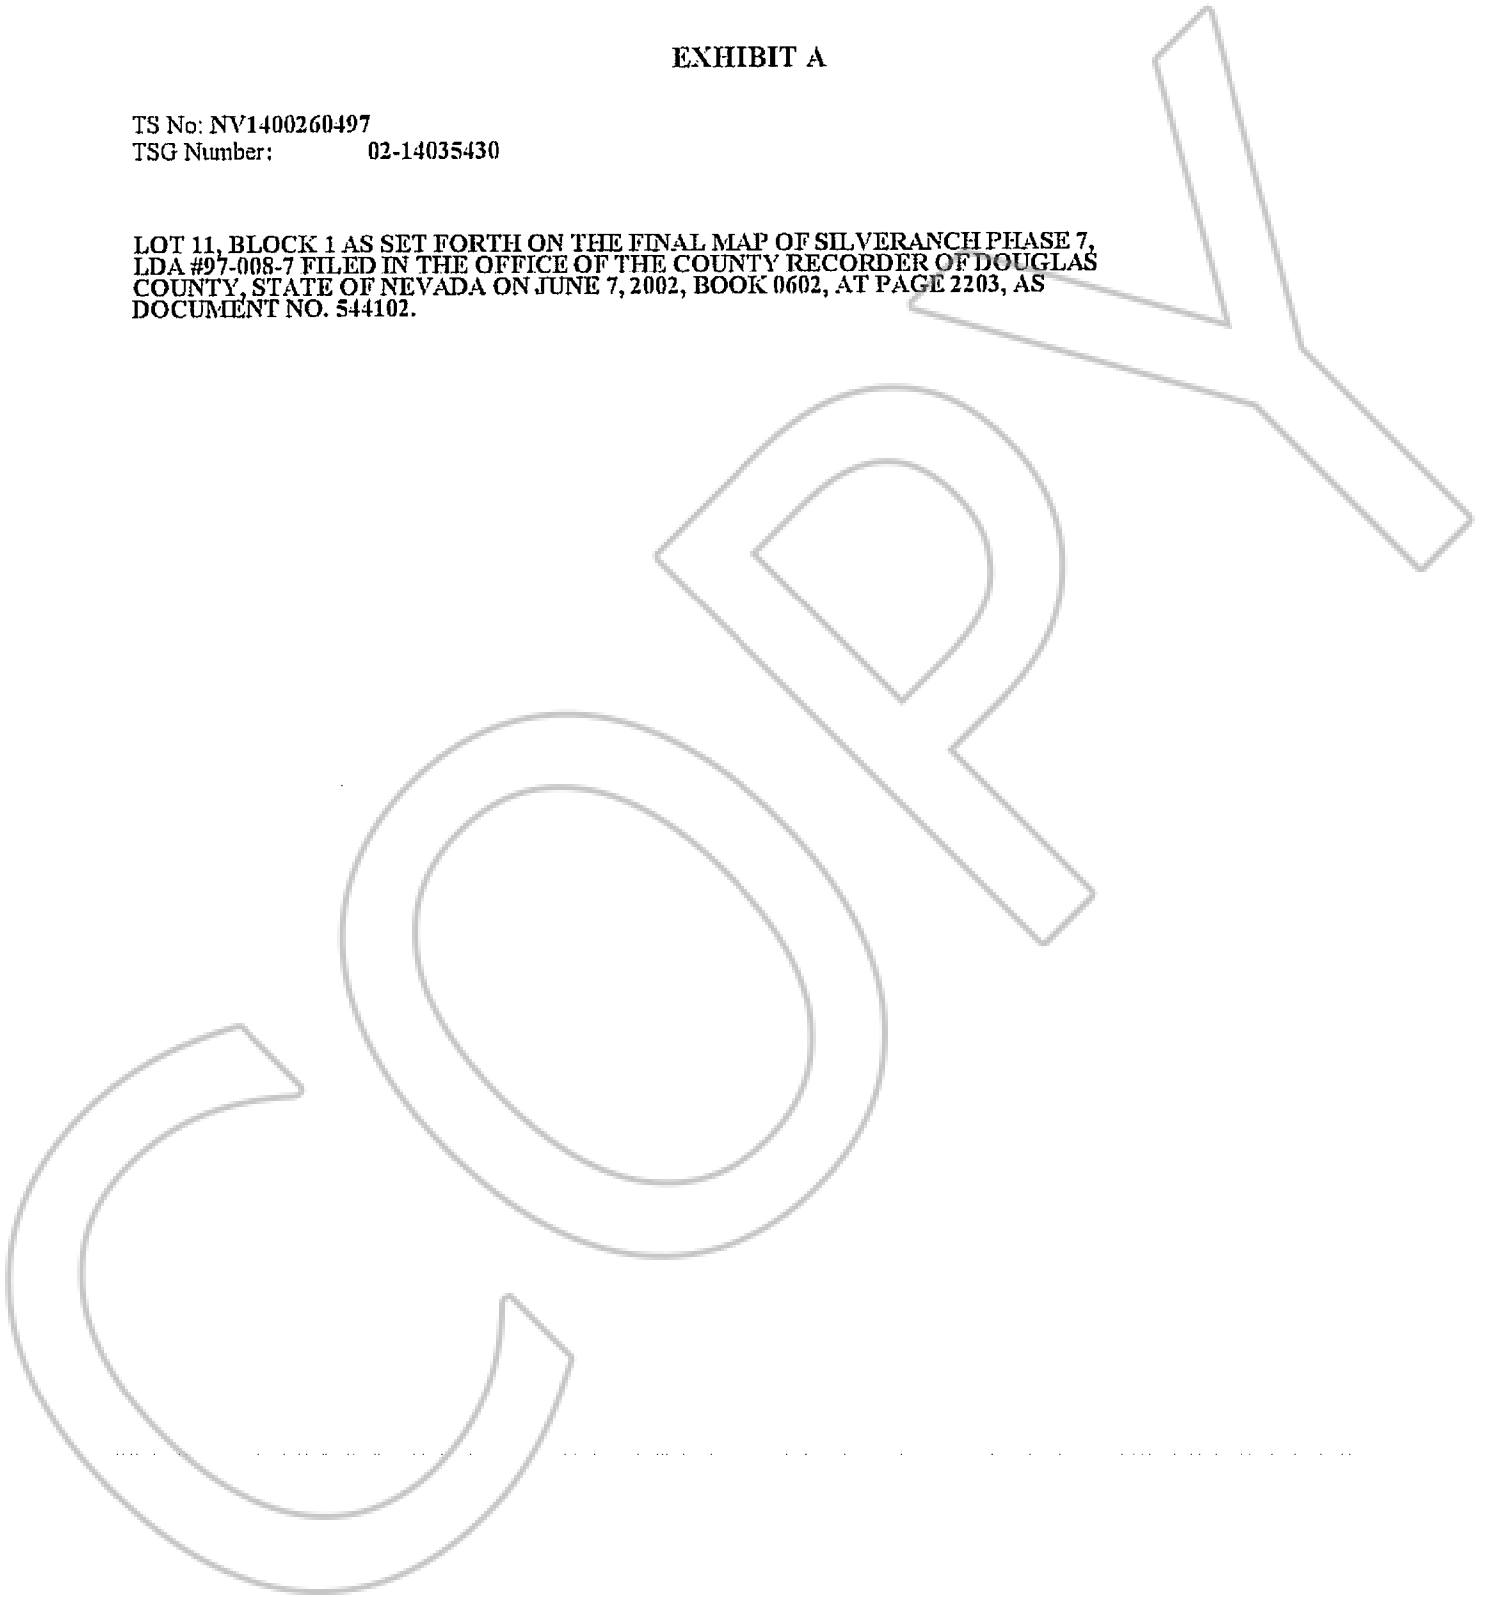 EXHIBIT A
TS No: NV1400260497
TSG Number: 02-14035430
LOT 11, BLOCK 1 AS SET FORTH ON THE FINAL MAP OF SILVERANCH PHASE 7,
LDA #97-008-7 FILED IN THE OFFICE OF THE COUNTY RECORDER OF DOUGLAS
COUNTY, STATE OF NEVADA ON JUNE 7, 2002, BOOK 0602, AT PAGE 2203, AS
DOCUMENT NO. 544102.
COPY